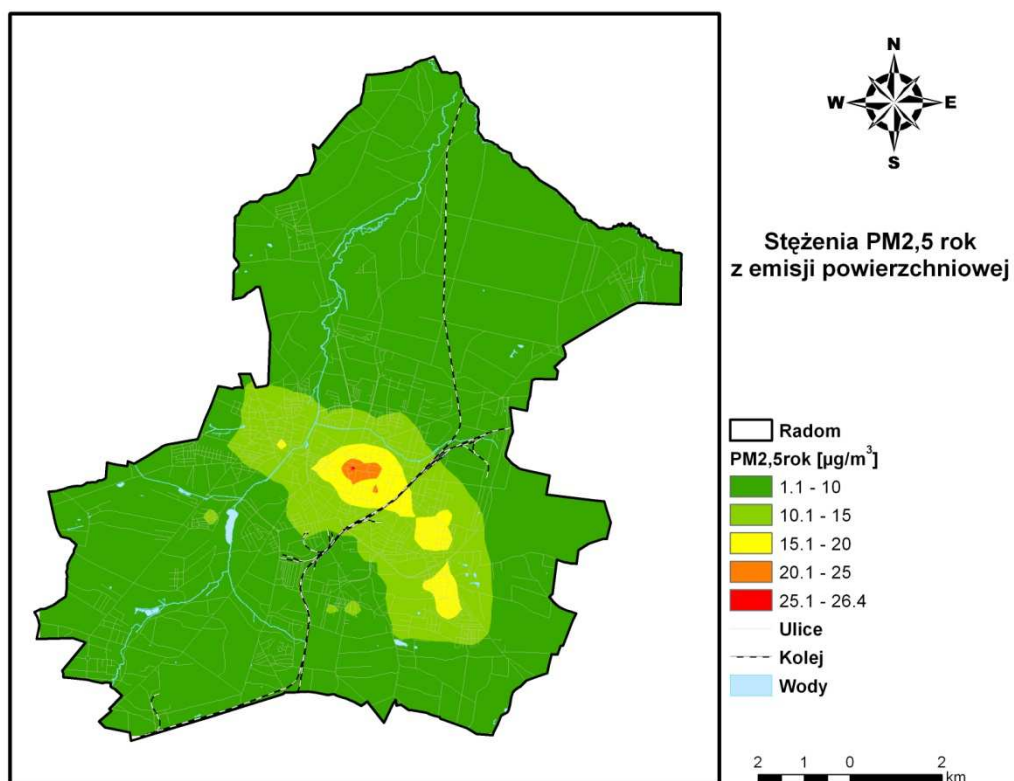 N
W E
S
Stężenia PM2,5 rok
z emisji powierzchniowej
Radom
PM2,5rok [µg/m³]
1.1 - 10
10.1 - 15
15.1 - 20
20.1 - 25
25.1 - 26.4
Ulice
Kolej
Wody
2 1 0 2
km